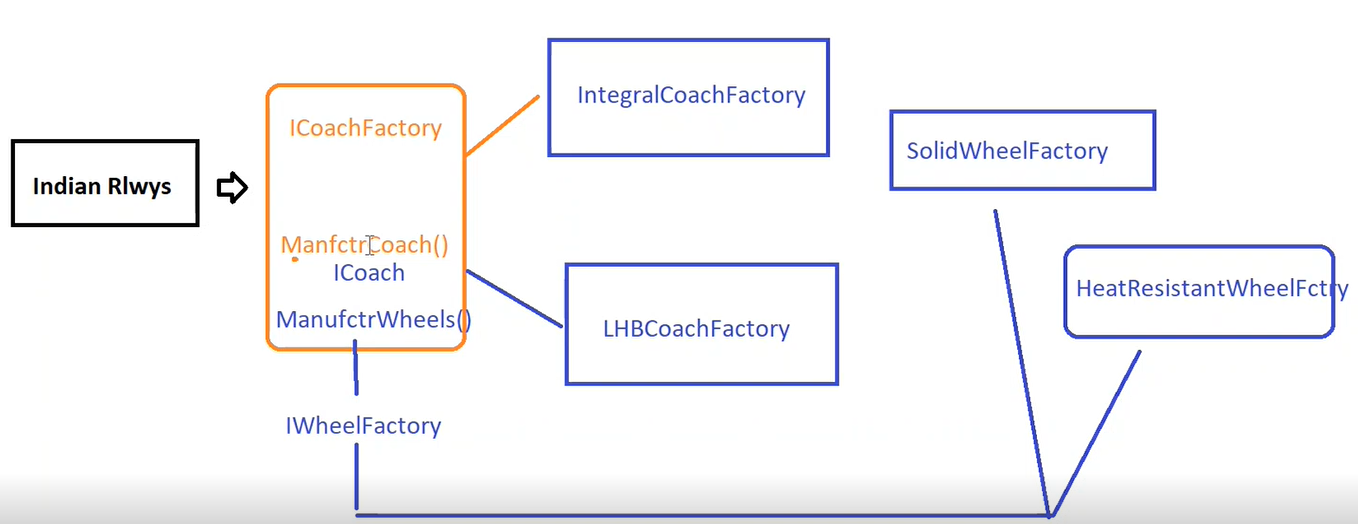 Indian Rlwys
ICoachFactory
ManfctrCoach()
ICoach
ManufctrWheels()
IWheelFactory
IntegralCoachFactory
LHBCoachFactory
SolidWheelFactory
HeatResistantWheelFctry